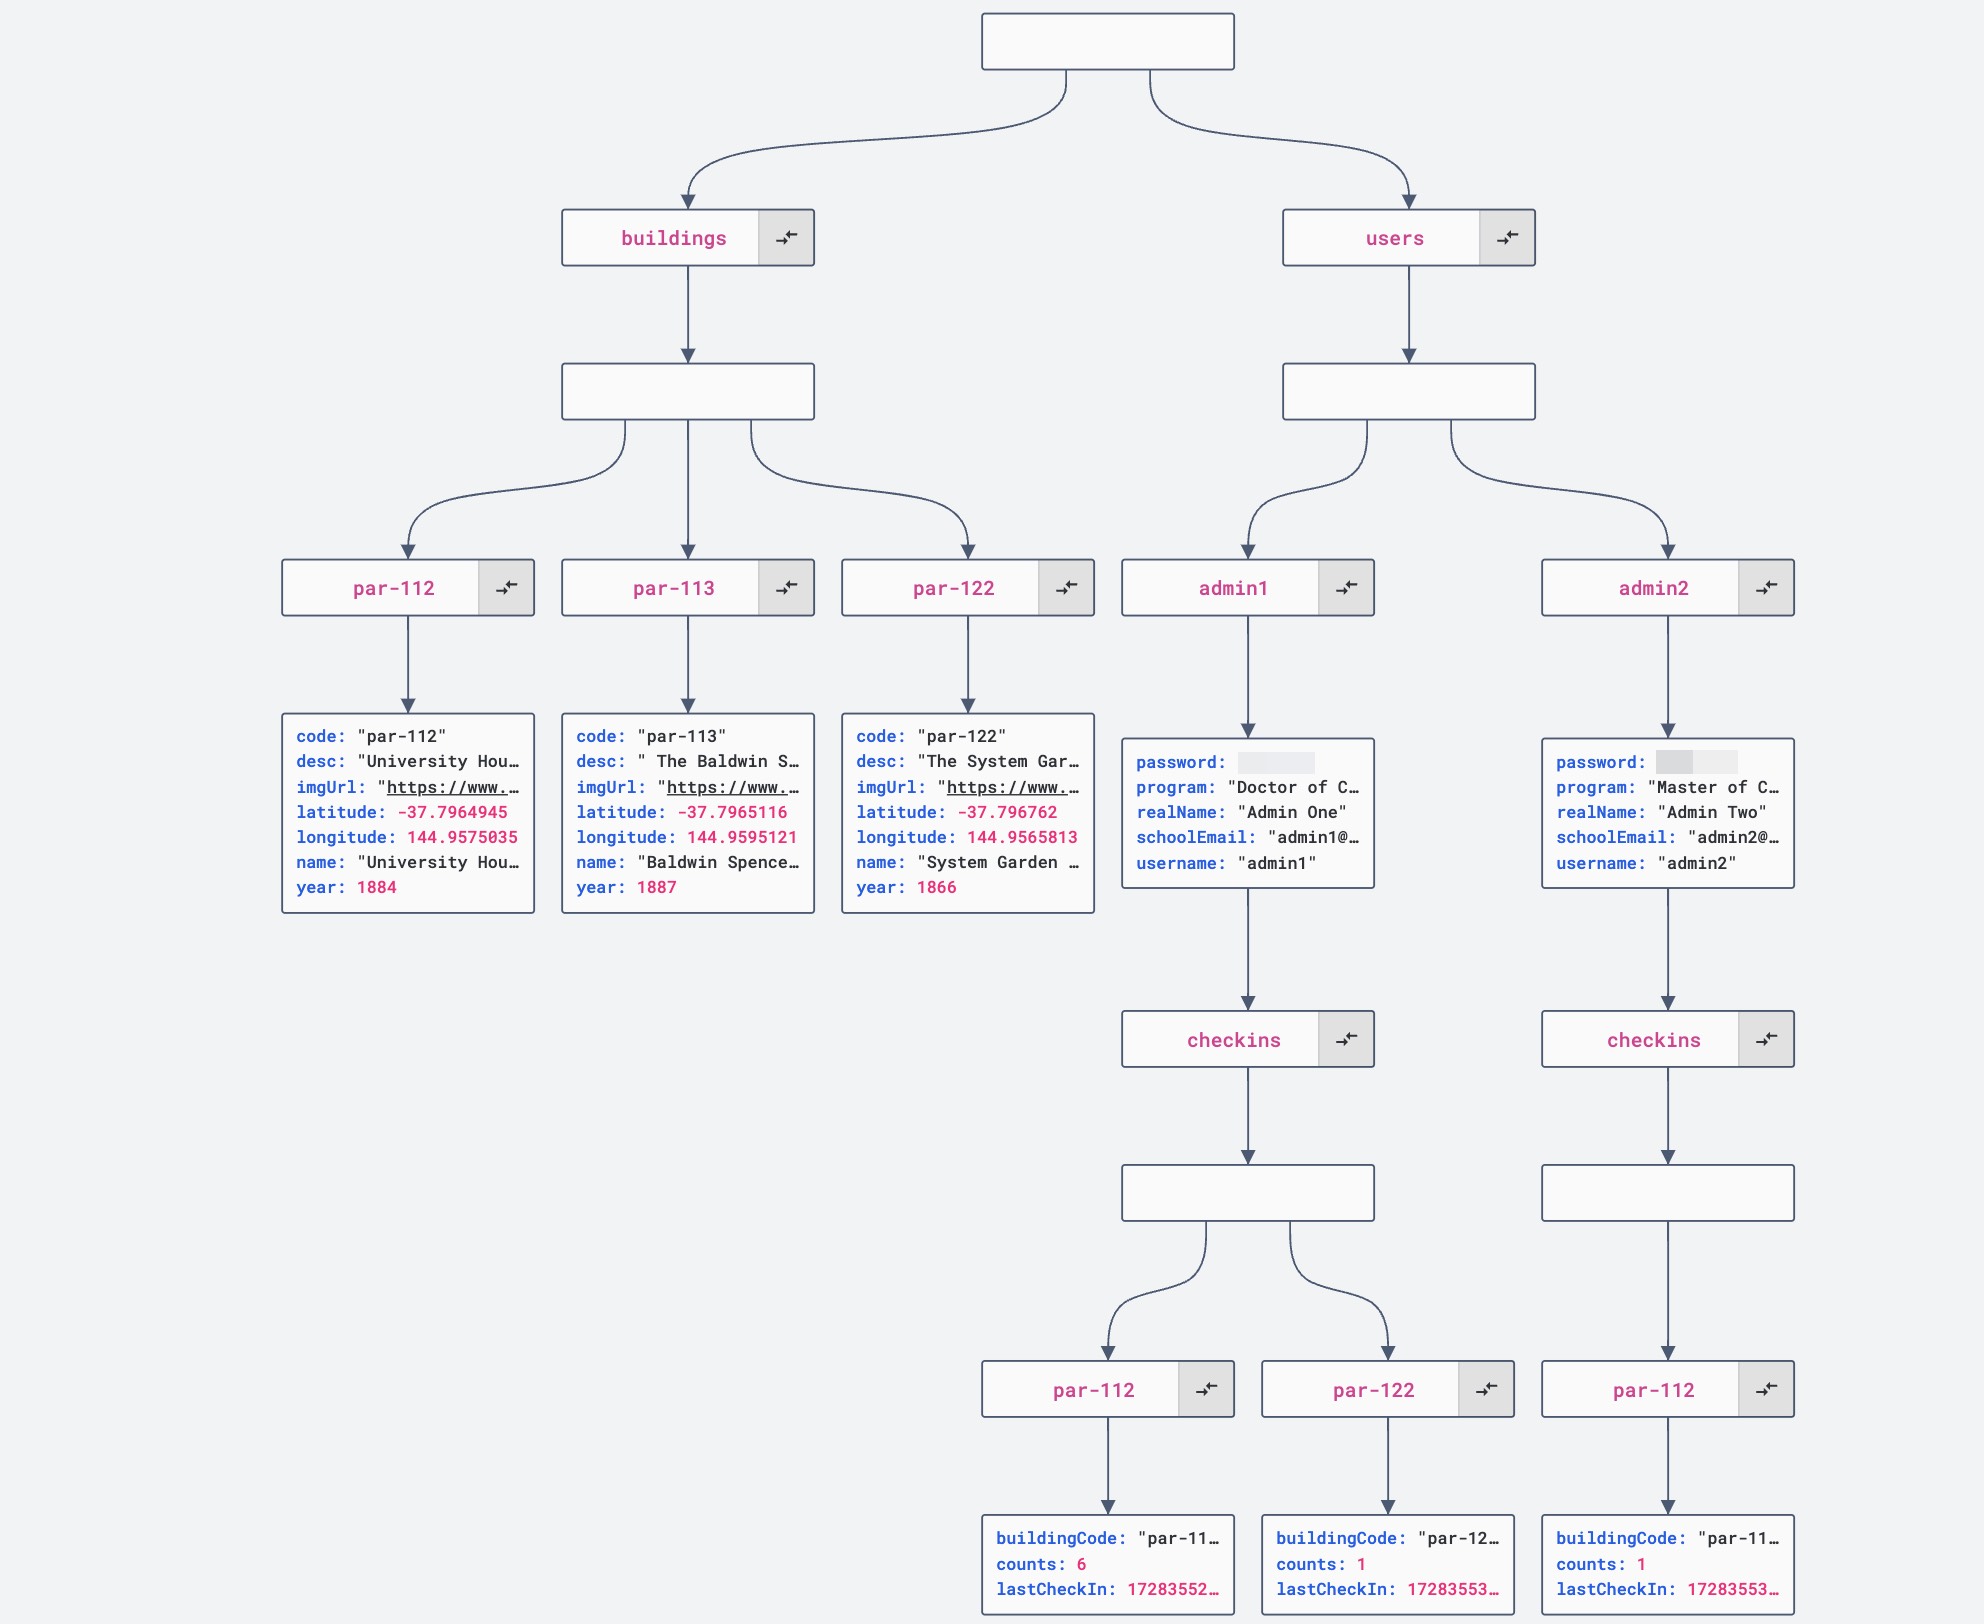 buildings
users
par-112
par-113
par-122
admin1
admin2
code: "par-112"
desc: "University Hou…
imgUrl: "https://www.…
latitude: -37.7964945
longitude: 144.9575035
name: "University Hou…
year: 1884
code: "par-113"
desc: " The Baldwin S…
imgUrl: "https://www.…
latitude: -37.7965116
longitude: 144.9595121
name: "Baldwin Spence…
year: 1887
code: "par-122"
desc: "The System Gar…
imgUrl: "https://www.…
latitude: -37.796762
longitude: 144.9565813
name: "System Garden …
year: 1866
password:
program: "Doctor of C…
realName: "Admin One"
schoolEmail: "admin1@…
username: "admin1"
password:
program: "Master of C…
realName: "Admin Two"
schoolEmail: "admin2@…
username: "admin2"
checkins
checkins
par-112
par-122
par-112
buildingCode: "par-11…
counts: 6
lastCheckIn: 17283552…
buildingCode: "par-12…
counts: 1
lastCheckIn: 17283553…
buildingCode: "par-11…
counts: 1
lastCheckIn: 17283553…